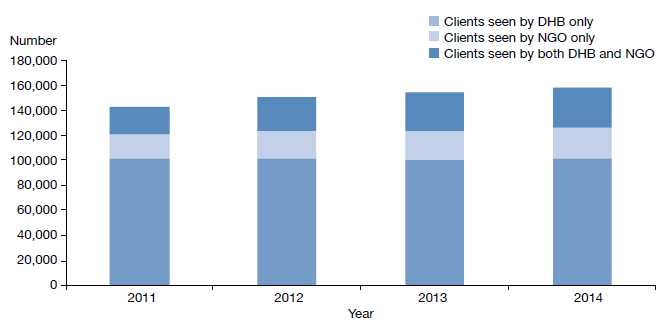 Clients seen by DHB only
Clients seen by NGO only
Clients seen by both DHB and NGO
Number
180,000
160,000
140,000
120,000
100,000
80,000
60,000
40,000
20,000
0
2011 2012 2013 2014
Year